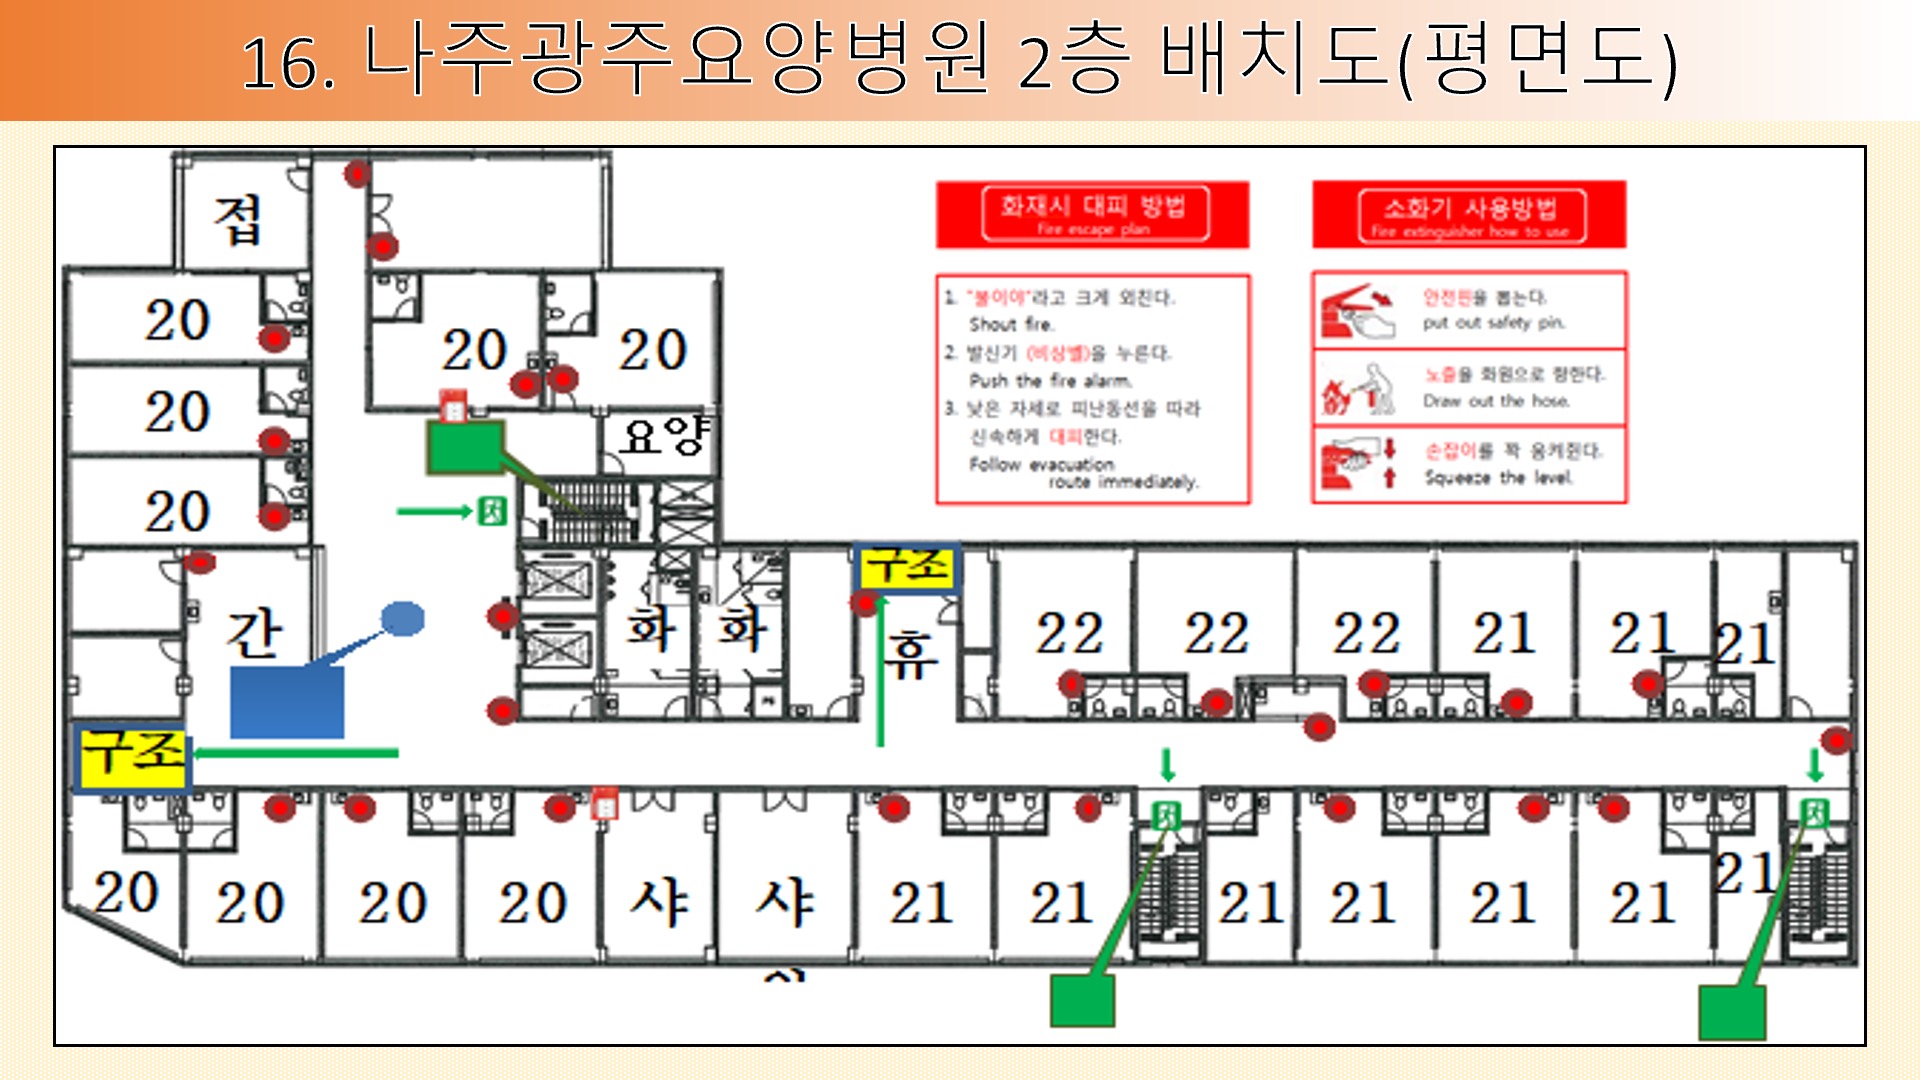 16. 나주광주요양병원 2층 배치도(평면도)
접
화재시 대피 방법
Fire escape plan
소화기 사용방법
Fire extinguisher how to use
1. "불이야"라고 크게 외친다.
Shout fire.
2. 발신기 (비상벨)을 누른다.
Push the fire alarm.
3. 낮은 자세로 피난동선을 따라
신속하게 대피한다.
Follow evacuation
route immediately.
안전핀을 뽑는다.
put out safety pin.
노즐을 화원으로 향한다.
Draw out the hose.
손잡이를 꽉 움켜쥔다.
Squeeze the level.
20
20
20
20
20
요양
간
화
화
구조
휴
22
22
22
21
21
21
구조
20
20
20
20
샤
샤
21
21
21
21
21
21
21